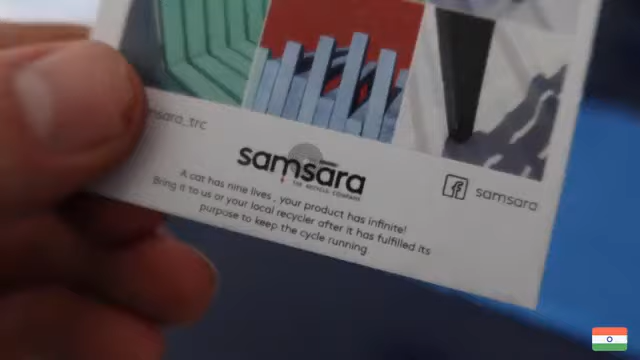 nsara_trc
samsara
THE RECYCLE COMPANY
samsara
A cat has nine lives , your product has infinite!
Bring it to us or your local recycler after it has fulfilled its
purpose to keep the cycle running.